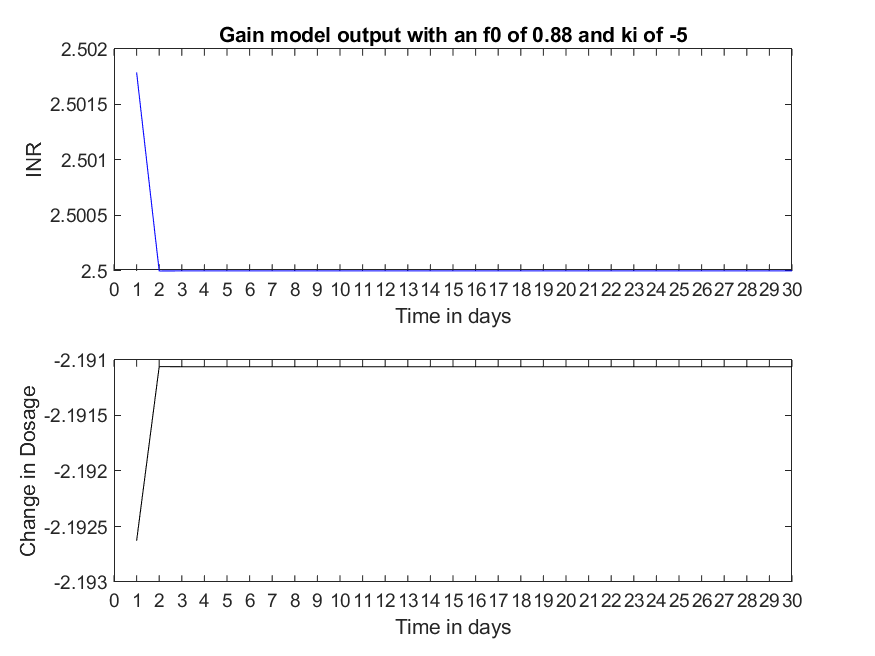 Gain model output with an f0 of 0.88 and ki of -5
2.502
2.5015
2.501
2.5005
2.5
INR
0 1 2 3 4 5 6 7 8 9 10 11 12 13 14 15 16 17 18 19 20 21 22 23 24 25 26 27 28 29 30
Time in days
-2.191
-2.1915
-2.192
-2.1925
-2.193
Change in Dosage
0 1 2 3 4 5 6 7 8 9 10 11 12 13 14 15 16 17 18 19 20 21 22 23 24 25 26 27 28 29 30
Time in days